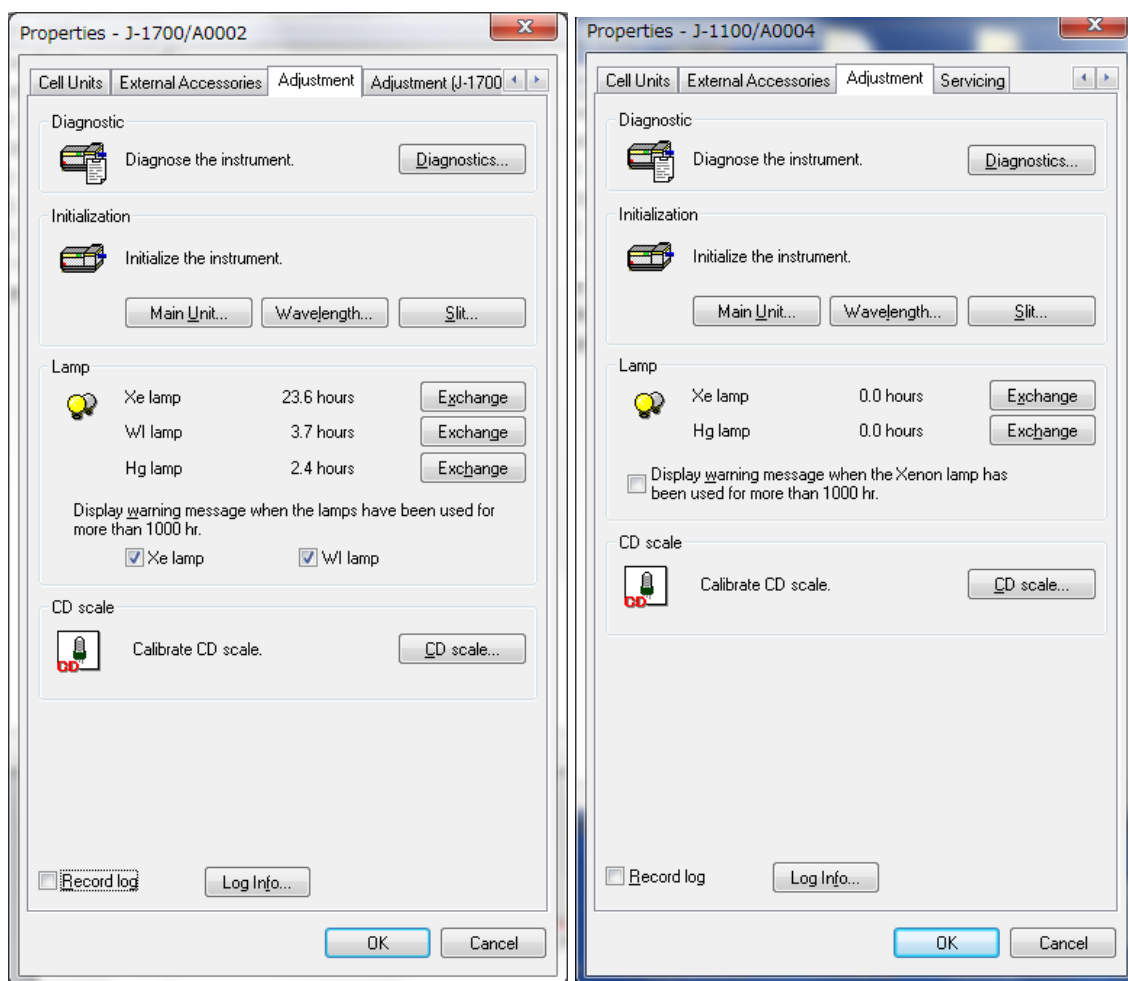 Properties - J-1700/A0002
Cell Units External Accessories Adjustment Adjustment (J-1700
Diagnostic
Diagnose the instrument. Diagnostics...
Initialization
Initialize the instrument.
Main Unit... Wavelength... Slit...
Lamp
Xe lamp 23.6 hours Exchange
WI lamp 3.7 hours Exchange
Hg lamp 2.4 hours Exchange
Display warning message when the lamps have been used for
more than 1000 hr.
Xe lamp WI lamp
CD scale
CD
Calibrate CD scale. CD scale...
Record log Log Info...
OK Cancel
Properties - J-1100/A0004
Cell Units External Accessories Adjustment Servicing
Diagnostic
Diagnose the instrument. Diagnostics...
Initialization
Initialize the instrument.
Main Unit... Wavelength... Slit...
Lamp
Xe lamp 0.0 hours Exchange
Hg lamp 0.0 hours Exchange
Display warning message when the Xenon lamp has
been used for more than 1000 hr.
CD scale
CD
Calibrate CD scale. CD scale...
Record log Log Info...
OK Cancel